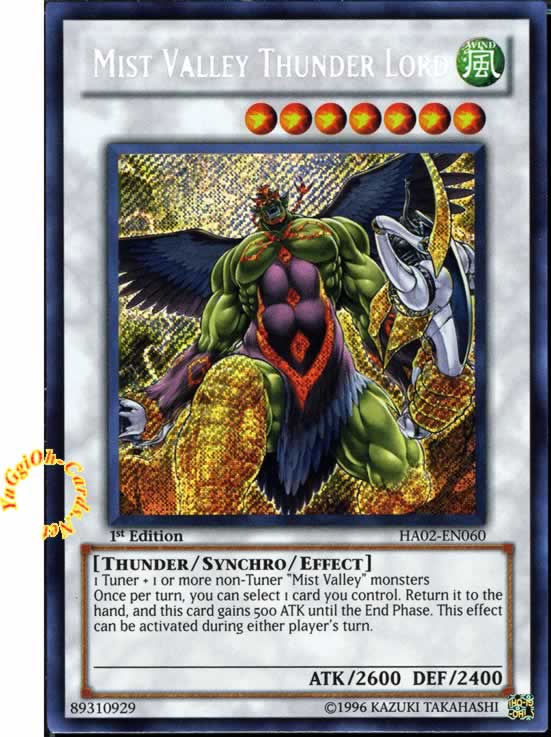 Mist Valley Thunder Lord
WIND
風
YuGgiOh-Cards.Net
1st Edition
HA02-EN060
[Thunder/Synchro/Effect]
1 Tuner + 1 or more non-Tuner "Mist Valley" monsters
Once per turn, you can select 1 card you control. Return it to the
hand, and this card gains 500 ATK until the End Phase. This effect
can be activated during either player's turn.
ATK/2600 DEF/2400
89310929
©1996 KAZUKI TAKAHASHI